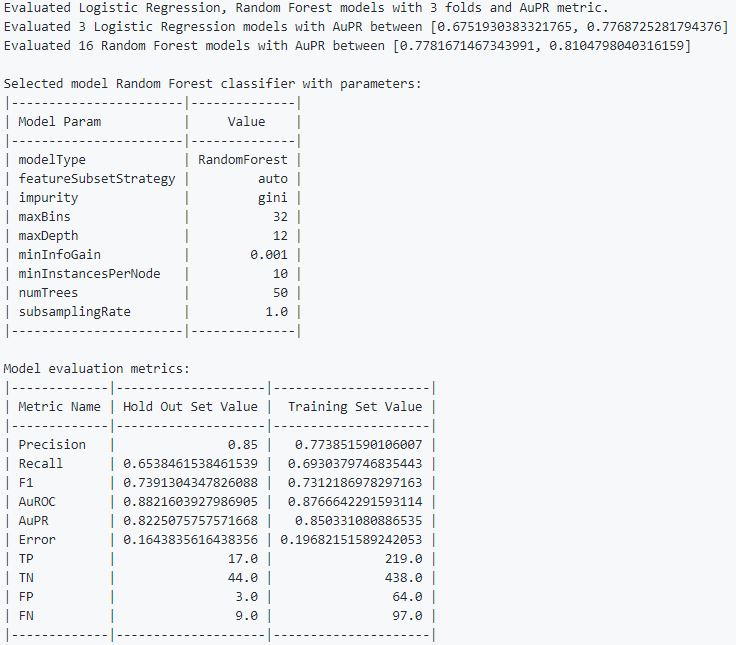 Evaluated Logistic Regression, Random Forest models with 3 folds and AuPR metric.
Evaluated 3 Logistic Regression models with AuPR between [0.6751930383321765, 0.7768725281794376]
Evaluated 16 Random Forest models with AuPR between [0.7781671467343991, 0.8104798040316159]

Selected model Random Forest classifier with parameters:
|-----------------------|--------------|
| Model Param           |    Value     |
|-----------------------|--------------|
| modelType             | RandomForest |
| featureSubsetStrategy |         auto |
| impurity              |         gini |
| maxBins               |           32 |
| maxDepth              |           12 |
| minInfoGain           |        0.001 |
| minInstancesPerNode   |           10 |
| numTrees              |           50 |
| subsamplingRate       |          1.0 |
|-----------------------|--------------|

Model evaluation metrics:
|-------------|--------------------|---------------------|
| Metric Name | Hold Out Set Value |  Training Set Value |
|-------------|--------------------|---------------------|
| Precision   |               0.85 |   0.773851590106007 |
| Recall      | 0.6538461538461539 |  0.6930379746835443 |
| F1          | 0.7391304347826088 |  0.7312186978297163 |
| AuROC       | 0.8821603927986905 |  0.8766642291593114 |
| AuPR        | 0.8225075757571668 |   0.850331080886535 |
| Error       | 0.1643835616438356 | 0.19682151589242053 |
| TP          |               17.0 |               219.0 |
| TN          |               44.0 |               438.0 |
| FP          |                3.0 |                64.0 |
| FN          |                9.0 |                97.0 |
|-------------|--------------------|---------------------|